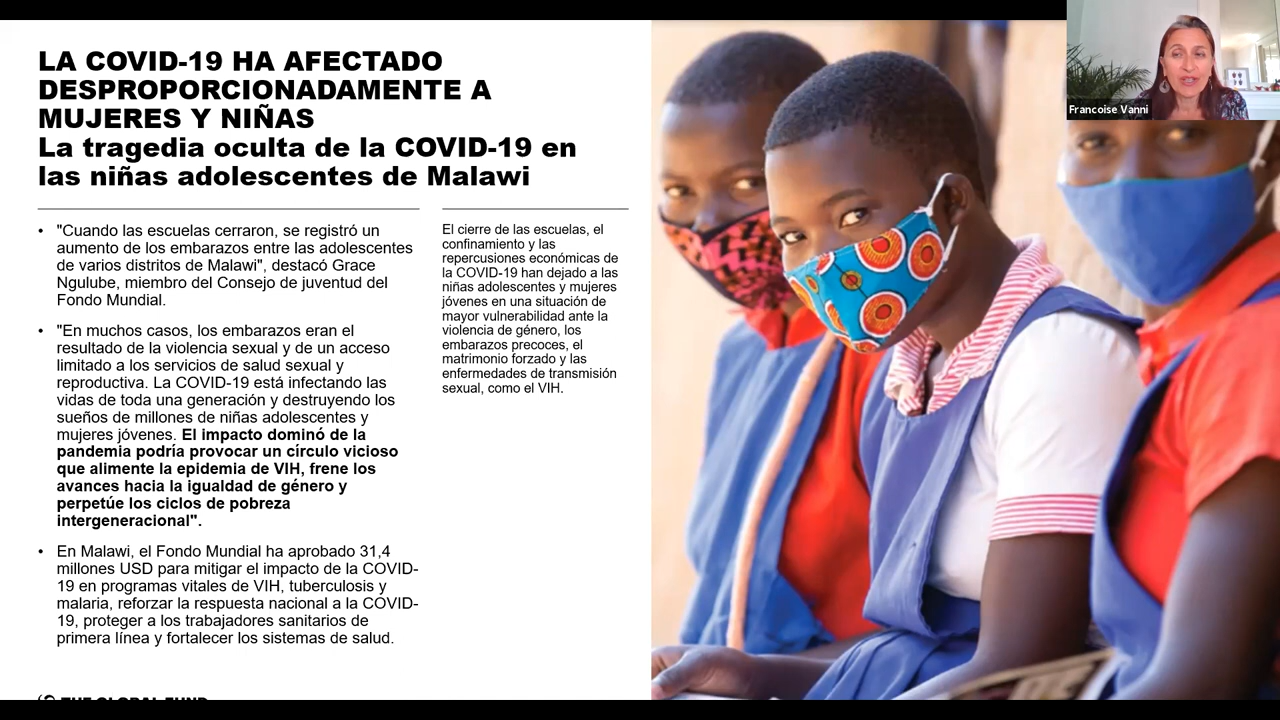 LA COVID-19 HA AFECTADO
DESPROPORCIONADAMENTE A
MUJERES Y NIÑAS
La tragedia oculta de la COVID-19 en
las niñas adolescentes de Malawi
• "Cuando las escuelas cerraron, se registró un
aumento de los embarazos entre las adolescentes
de varios distritos de Malawi", destacó Grace
Ngulube, miembro del Consejo de juventud del
Fondo Mundial.
• "En muchos casos, los embarazos eran el
resultado de la violencia sexual y de un acceso
limitado a los servicios de salud sexual y
reproductiva. La COVID-19 está infectando las
vidas de toda una generación y destruyendo los
sueños de millones de niñas adolescentes y
mujeres jóvenes. El impacto dominó de la
pandemia podría provocar un círculo vicioso
que alimente la epidemia de VIH, frene los
avances hacia la igualdad de género y
perpetúe los ciclos de pobreza
intergeneracional".
• En Malawi, el Fondo Mundial ha aprobado 31,4
millones USD para mitigar el impacto de la COVID-
19 en programas vitales de VIH, tuberculosis y
malaria, reforzar la respuesta nacional a la COVID-
19, proteger a los trabajadores sanitarios de
primera línea y fortalecer los sistemas de salud.
El cierre de las escuelas, el
confinamiento y las
repercusiones económicas de
la COVID-19 han dejado a las
niñas adolescentes y mujeres
jóvenes en una situación de
mayor vulnerabilidad ante la
violencia de género, los
embarazos precoces, el
matrimonio forzado y las
enfermedades de transmisión
sexual, como el VIH.
THE GLOBAL FUND
Francoise Vanni